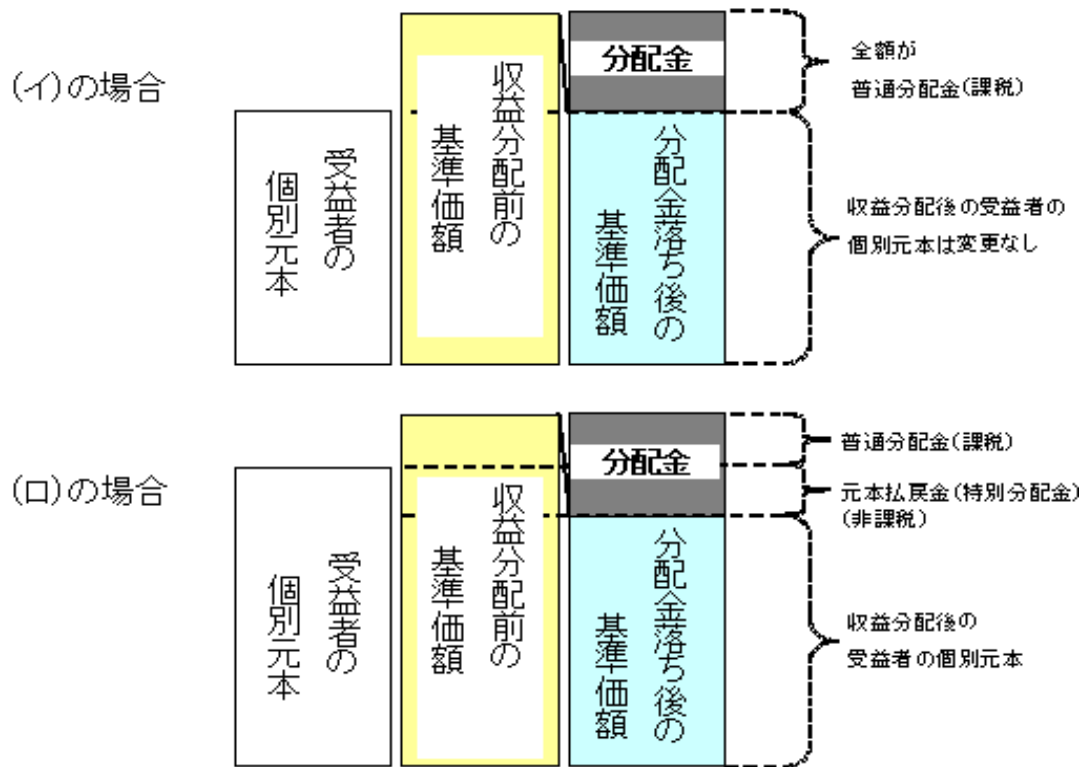 (イ)の場合
受益者の
個別元本
収益分配前の
基準価額
分配金
分配金落ち後の
基準価額
全額が
普通分配金(課税)
収益分配後の受益者の
個別元本は変更なし
(ロ)の場合
受益者の
個別元本
収益分配前の
基準価額
分配金
分配金落ち後の
基準価額
普通分配金(課税)
元本払戻金(特別分配金)
(非課税)
収益分配後の
受益者の個別元本